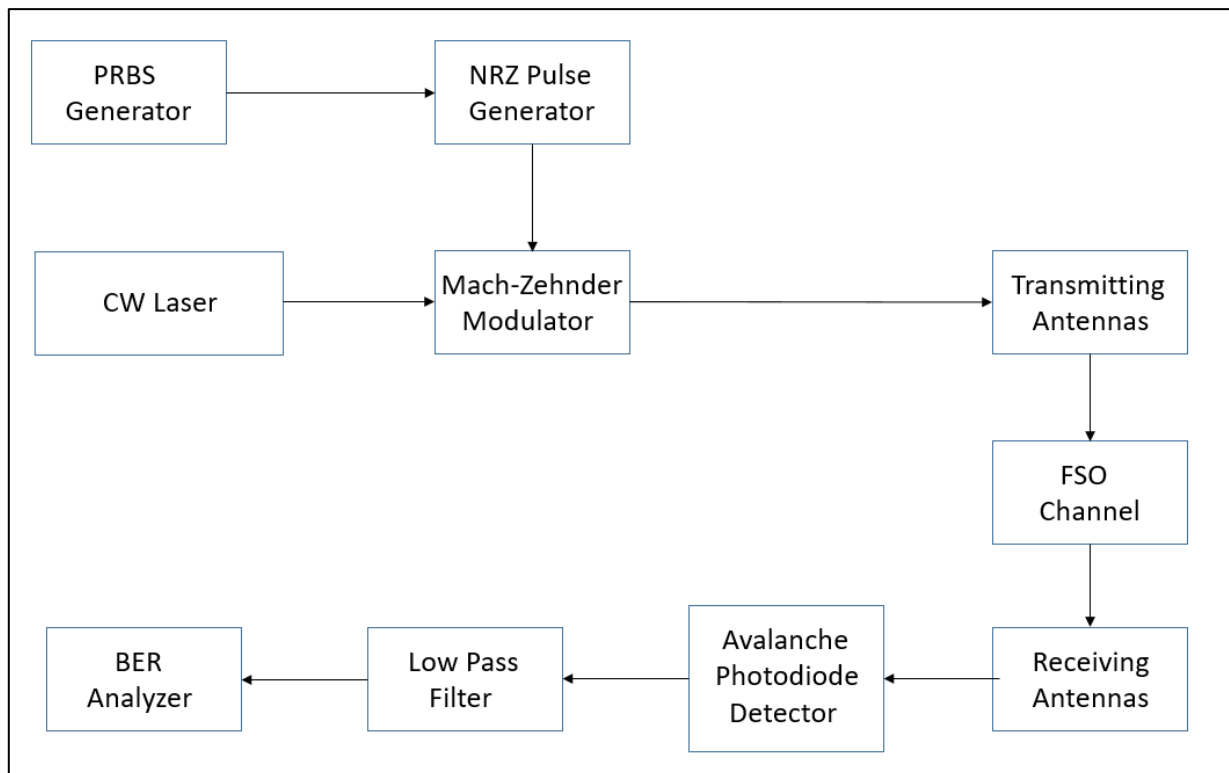 PRBS
Generator
NRZ Pulse
Generator
CW Laser
Mach-Zehnder
Modulator
Transmitting
Antennas
FSO
Channel
BER
Analyzer
Low Pass
Filter
Avalanche
Photodiode
Detector
Receiving
Antennas